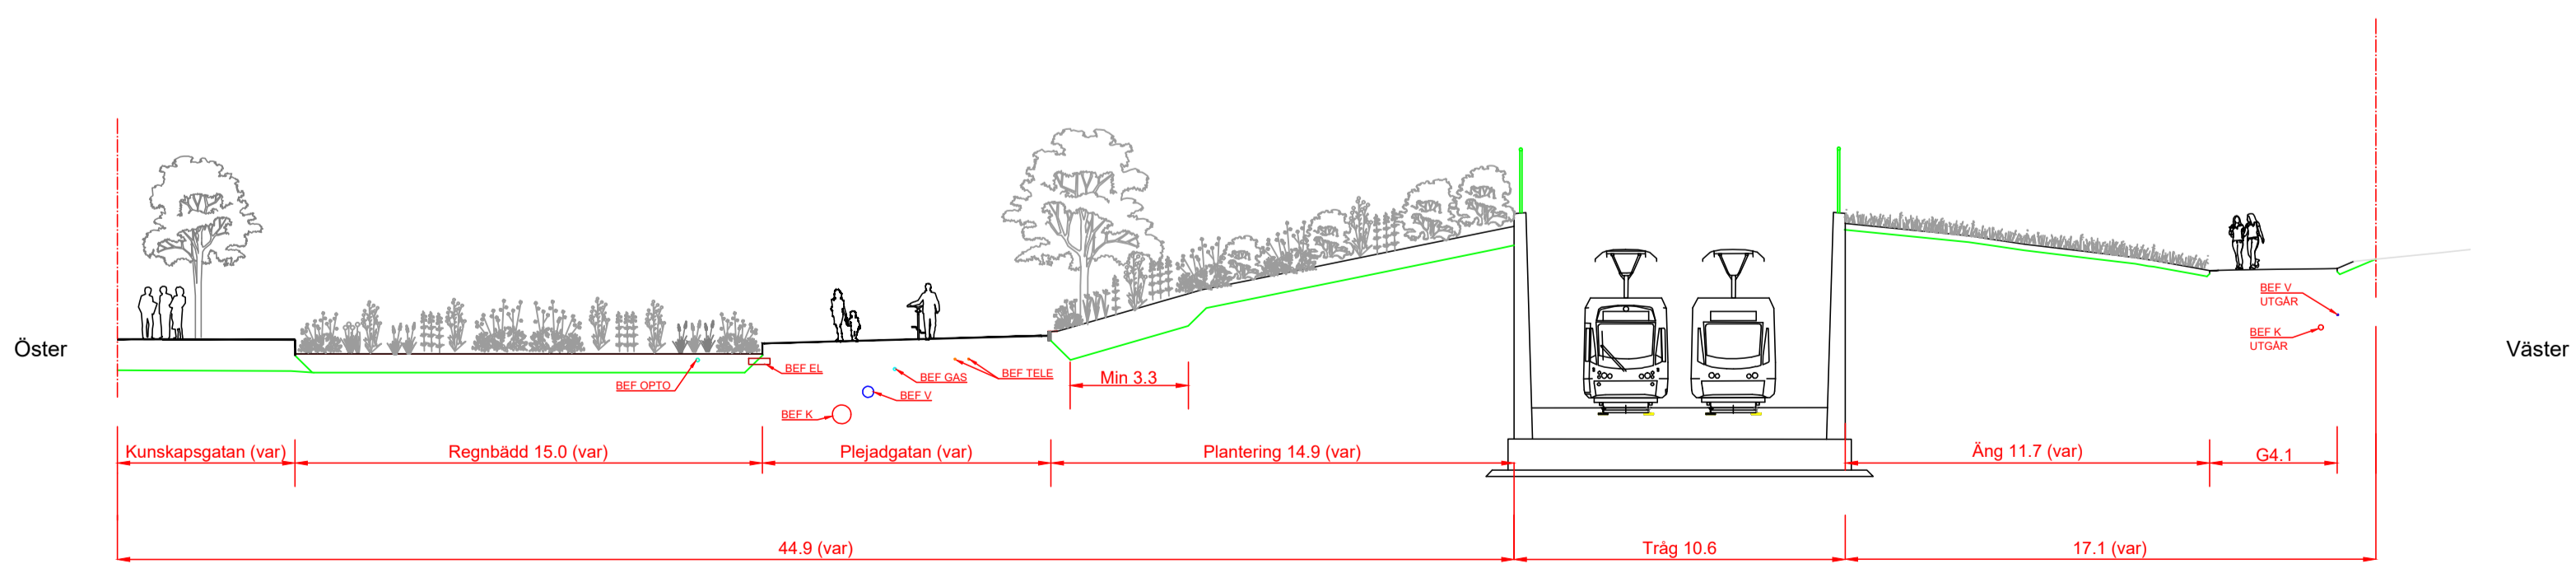 Öster
Väster
BEF OPTO
BEF EL
BEF K
BEF V
BEF GAS
BEF TELE
Min 3.3
BEF V
UTGÅR
BEF K
UTGÅR
Kunskapsgatan (var)
Regnbädd 15.0 (var)
Plejadgatan (var)
Plantering 14.9 (var)
Äng 11.7 (var)
G4.1
44.9 (var)
Tråg 10.6
17.1 (var)